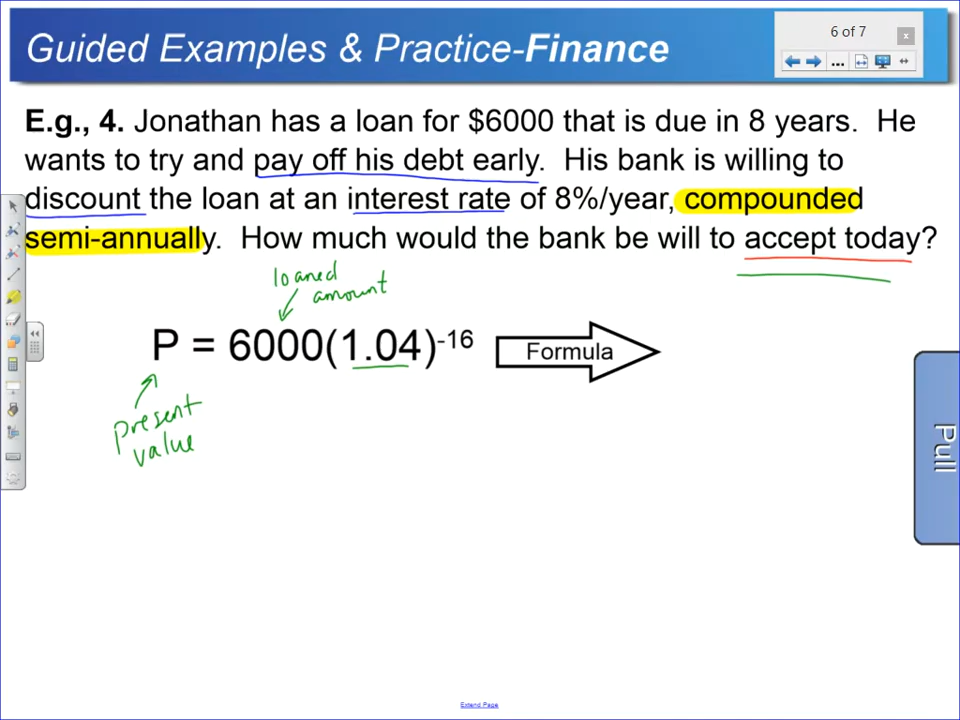 Guided Examples & Practice-Finance
6 of 7
x
...
E.g., 4. Jonathan has a loan for $6000 that is due in 8 years. He
wants to try and pay off his debt early. His bank is willing to
discount the loan at an interest rate of 8%/year, compounded
semi-annually. How much would the bank be will to accept today?
loaned
amount
P = 6000(1.04)-16
Formula
present
value
Pull
Extend Page